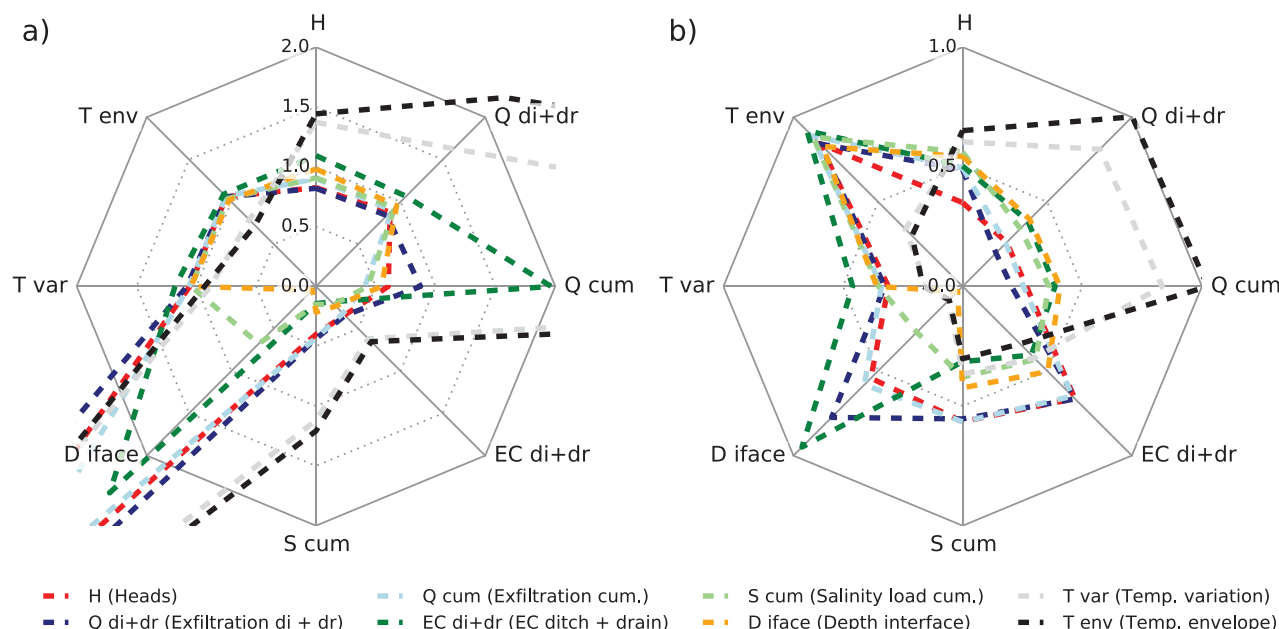 a)
H
2.0
1.5
1.0
0.5
0.0
T env
Q di+dr
T var
Q cum
D iface
EC di+dr
S cum
b)
H
1.0
0.5
0.0
T env
Q di+dr
T var
Q cum
D iface
EC di+dr
S cum
H (Heads)
Q cum (Exfiltration cum.)
S cum (Salinity load cum.)
T var (Temp. variation)
Q di+dr (Exfiltration di + dr)
EC di+dr (EC ditch + drain)
D iface (Depth interface)
T env (Temp. envelope)